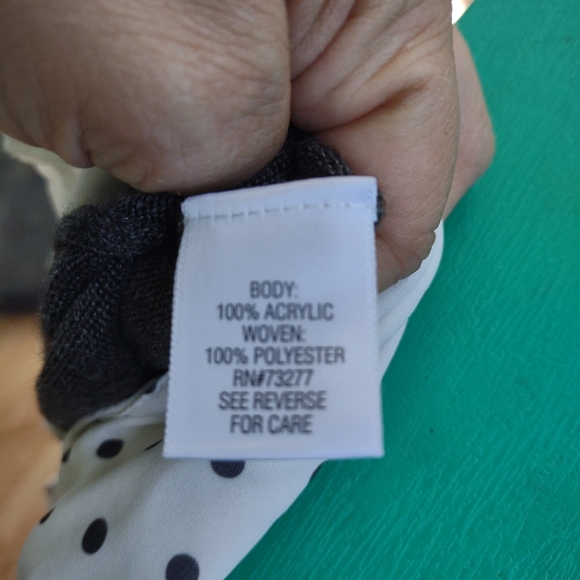 BODY:
100% ACRYLIC
WOVEN:
100% POLYESTER
RN#73277
SEE REVERSE
FOR CARE